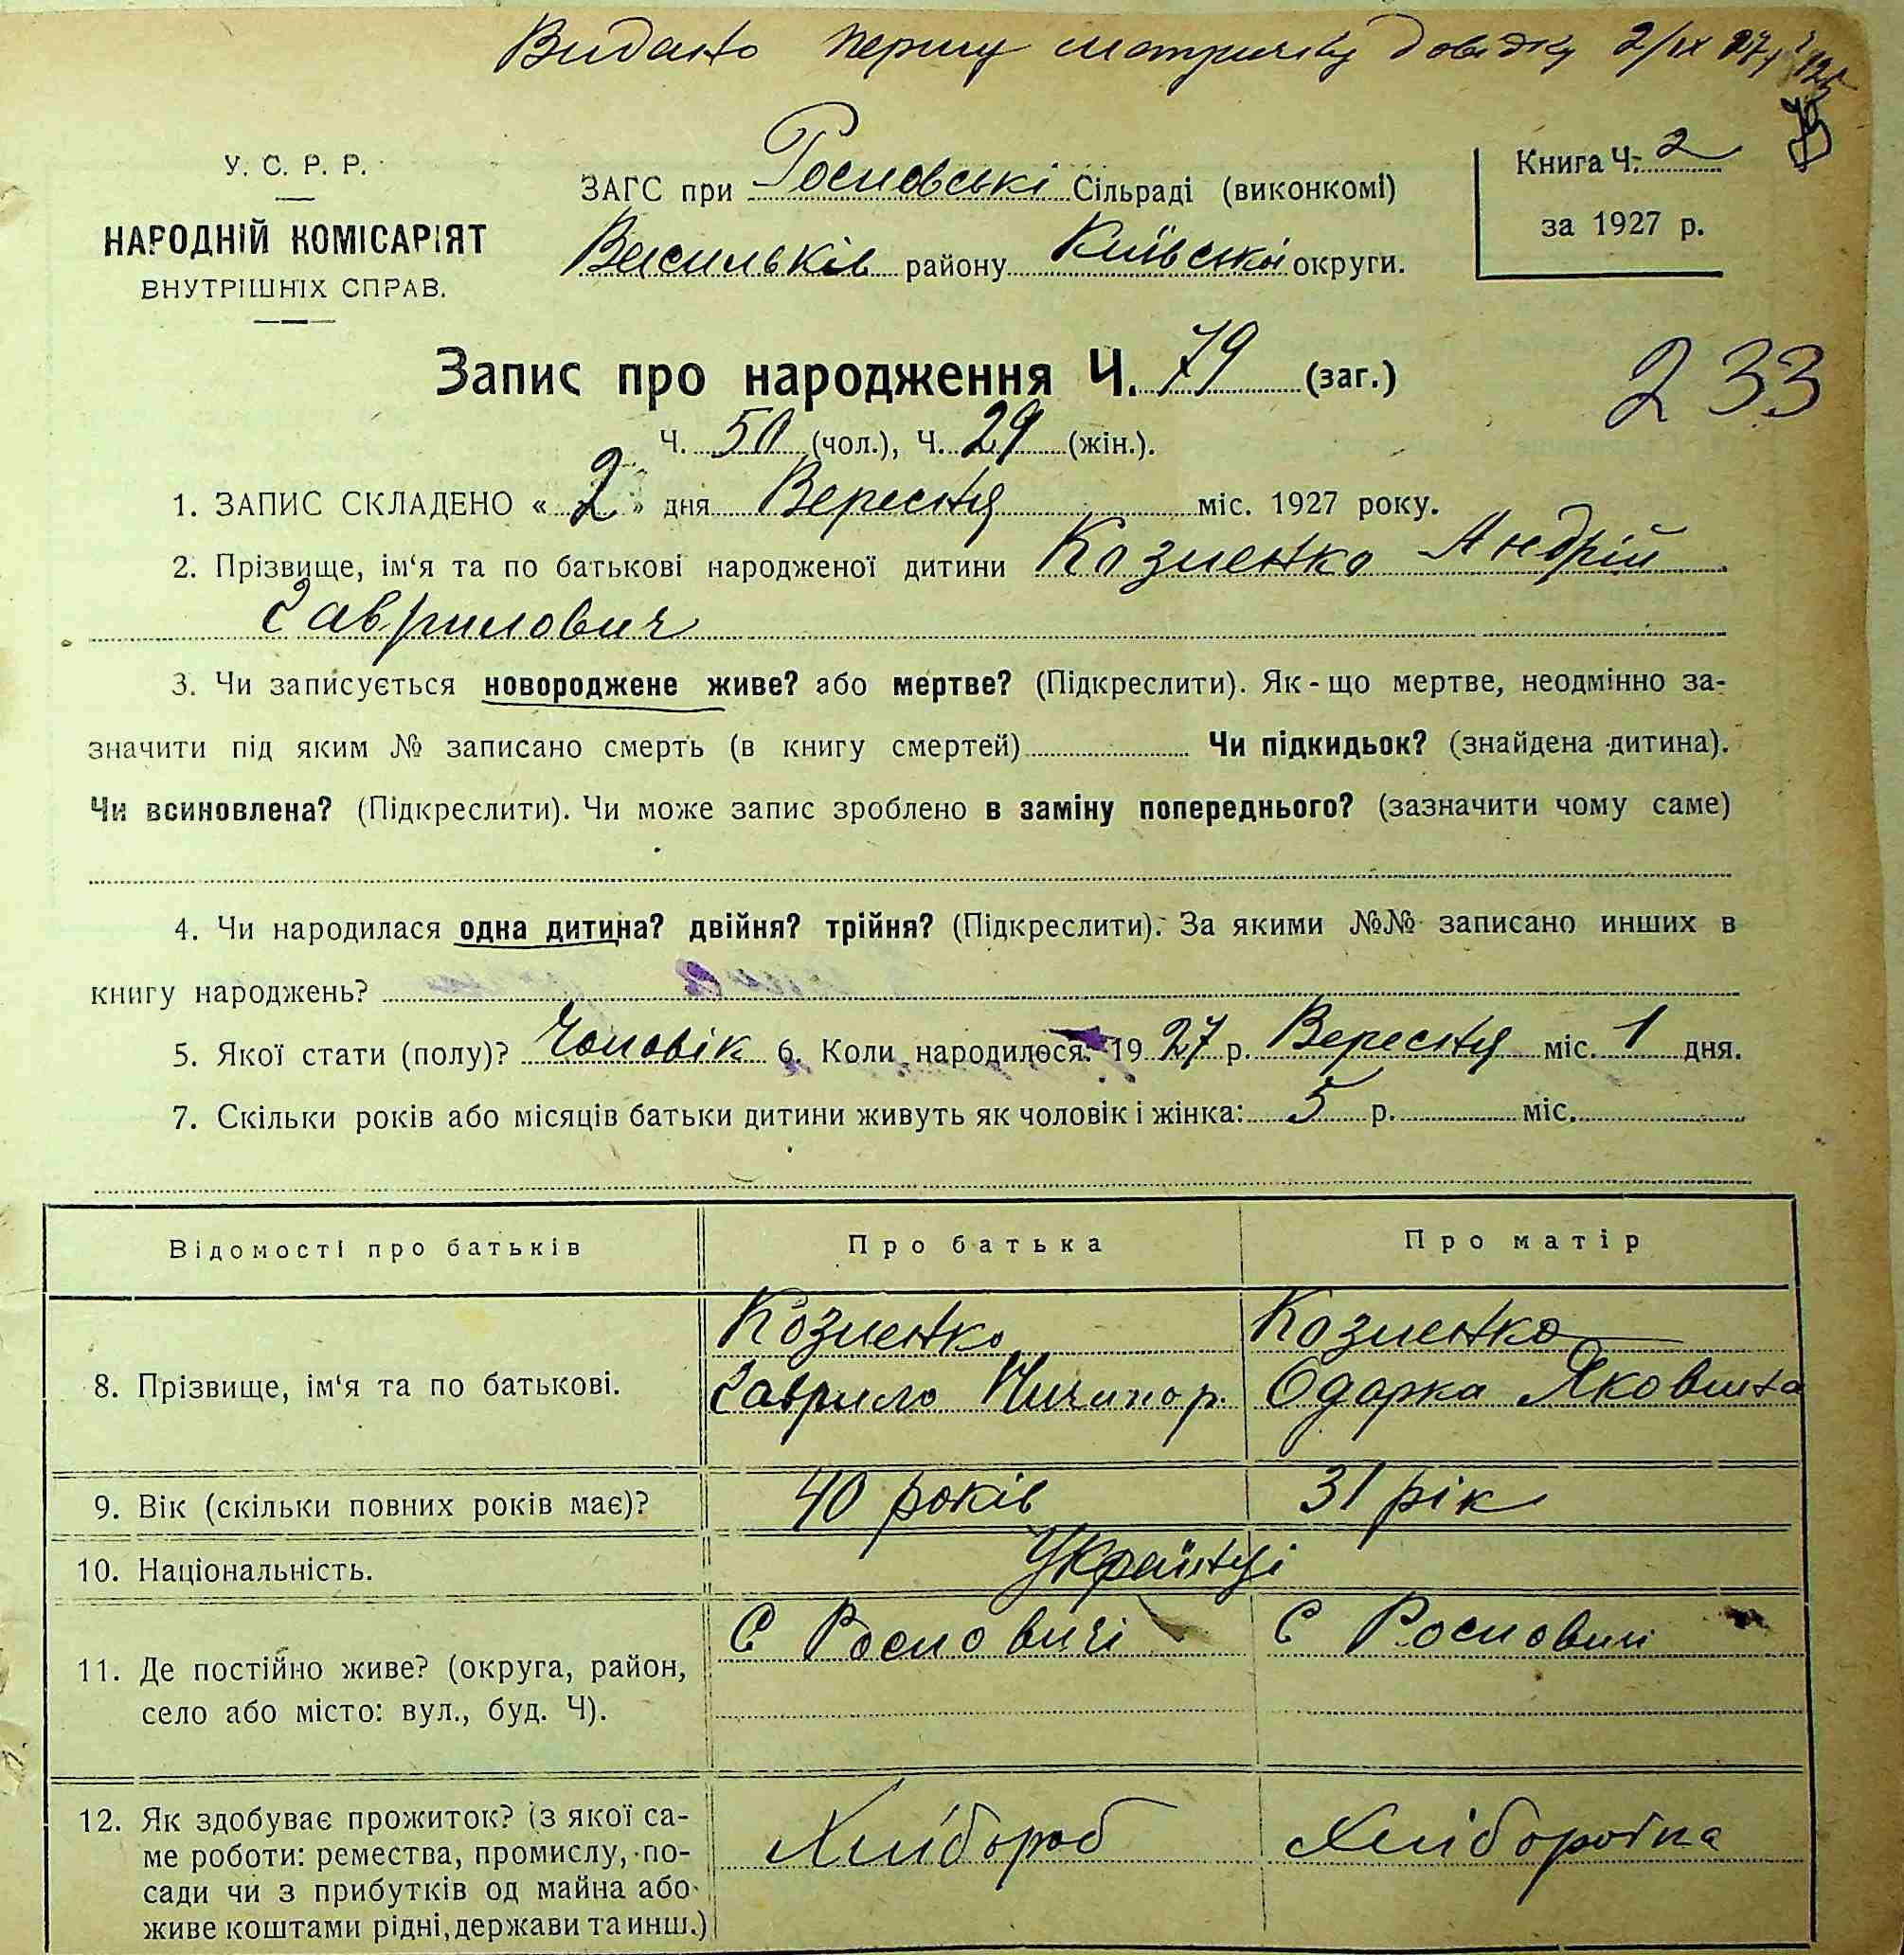 Видано першу метричну довідку 2/ІХ 27
У. С. Р. Р.
НАРОДНІЙ КОМІСАРІЯТ
ВНУТРІШНІХ СПРАВ.
ЗАГС при Росновські Сільраді (виконкомі)
Васильків району Київської округи.
Книга Ч. 2
за 1927 р.
Запис про народження Ч. 79 (заг.)
233
Ч. 50 (чол.), Ч. 29 (жін.).
1. ЗАПИС СКЛАДЕНО « 2 » дня Вересня міс. 1927 року.
2. Прізвище, ім‘я та по батькові народженої дитини Козленко Андрій
Гаврилович
3. Чи записується новороджене живе? або мертве? (Підкреслити). Як-що мертве, неодмінно за-
значити під яким № записано смерть (в книгу смертей) Чи підкидьок? (знайдена дитина).
Чи всиновлена? (Підкреслити). Чи може запис зроблено в заміну попереднього? (зазначити чому саме)
4. Чи народилася одна дитина? двійня? трійня? (Підкреслити). За якими №№ записано инших в
книгу народжень?
5. Якої стати (полу)? Чоловік 6. Коли народилося. 1927 р. Вересня міс. 1 дня.
7. Скільки років або місяців батьки дитини живуть як чоловік і жінка: 5 р. міс.
Відомості про батьків Про батька Про матір
Козленко Козленко
8. Прізвище, ім‘я та по батькові. Гаврило Ничипор. Одарка Яковина
9. Вік (скільки повних років має)? 40 років 31 рік
10. Національність. Українці
С Росновичі С Росновичі
11. Де постійно живе? (округа, район,
село або місто: вул., буд. Ч).
12. Як здобуває прожиток? (з якої са-
ме роботи: ремества, промислу, по- Хлібороб Хліборобка
сади чи з прибутків од майна або
живе коштами рідні, держави та инш.)